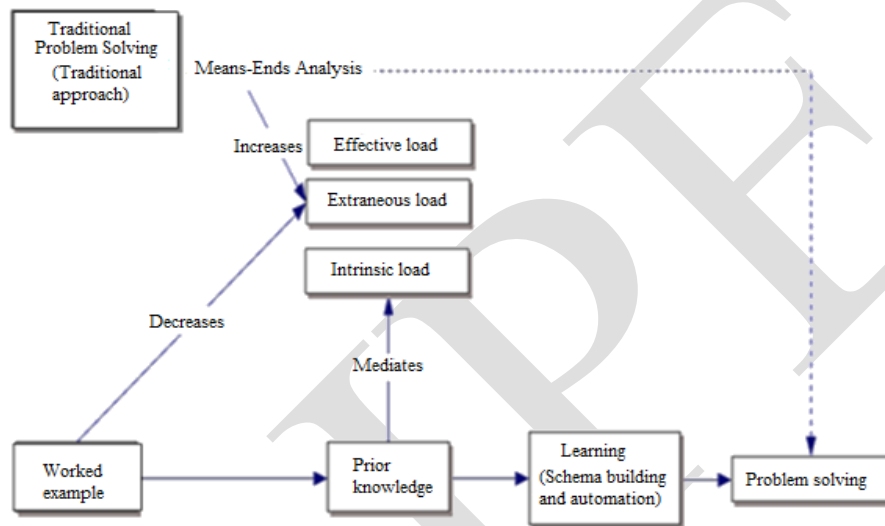 Traditional
Problem Solving
(Traditional
approach)
Means-Ends Analysis
Increases
Effective load
Extraneous load
Intrinsic load
Decreases
Mediates
Worked
example
Prior
knowledge
Learning
(Schema building
and automation)
Problem solving